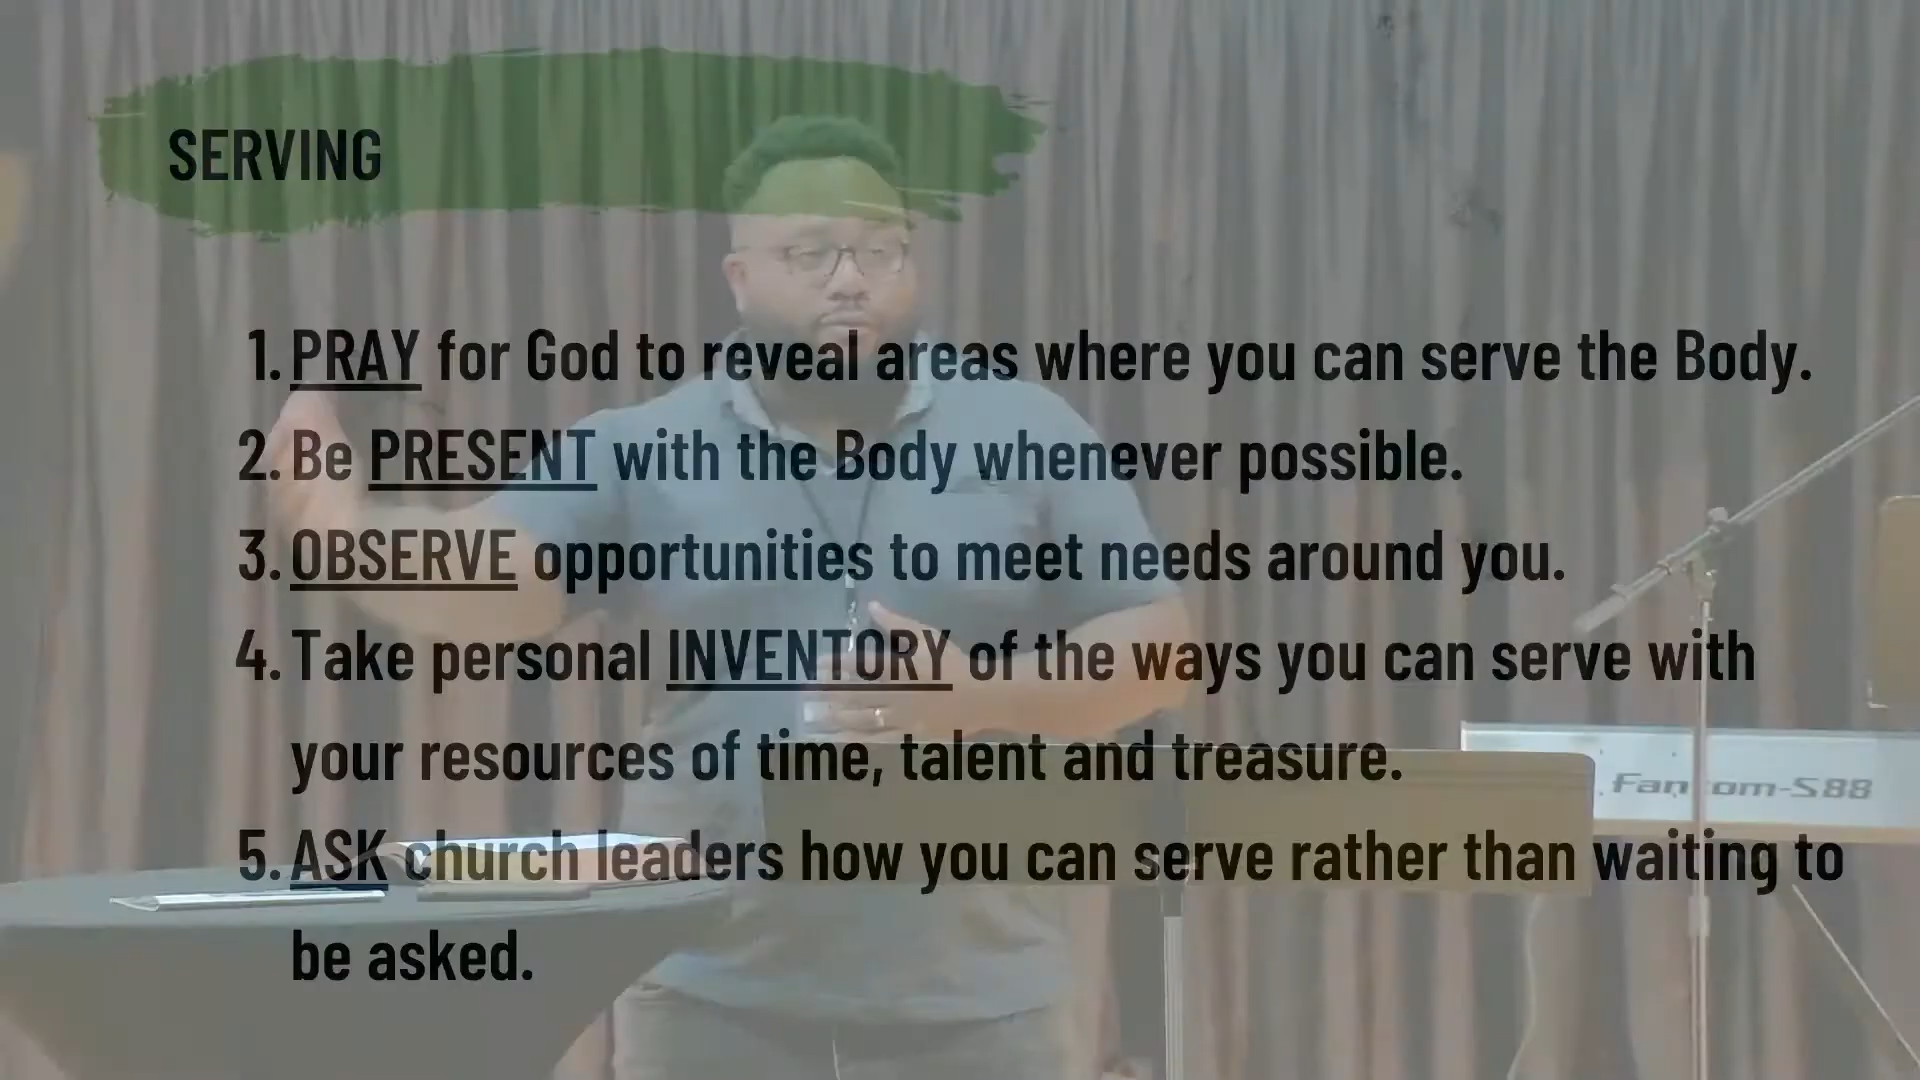 SERVING
1. PRAY for God to reveal areas where you can serve the Body.
2. Be PRESENT with the Body whenever possible.
3. OBSERVE opportunities to meet needs around you.
4. Take personal INVENTORY of the ways you can serve with
your resources of time, talent and treasure.
5. ASK church leaders how you can serve rather than waiting to
be asked.
Fantom-S88